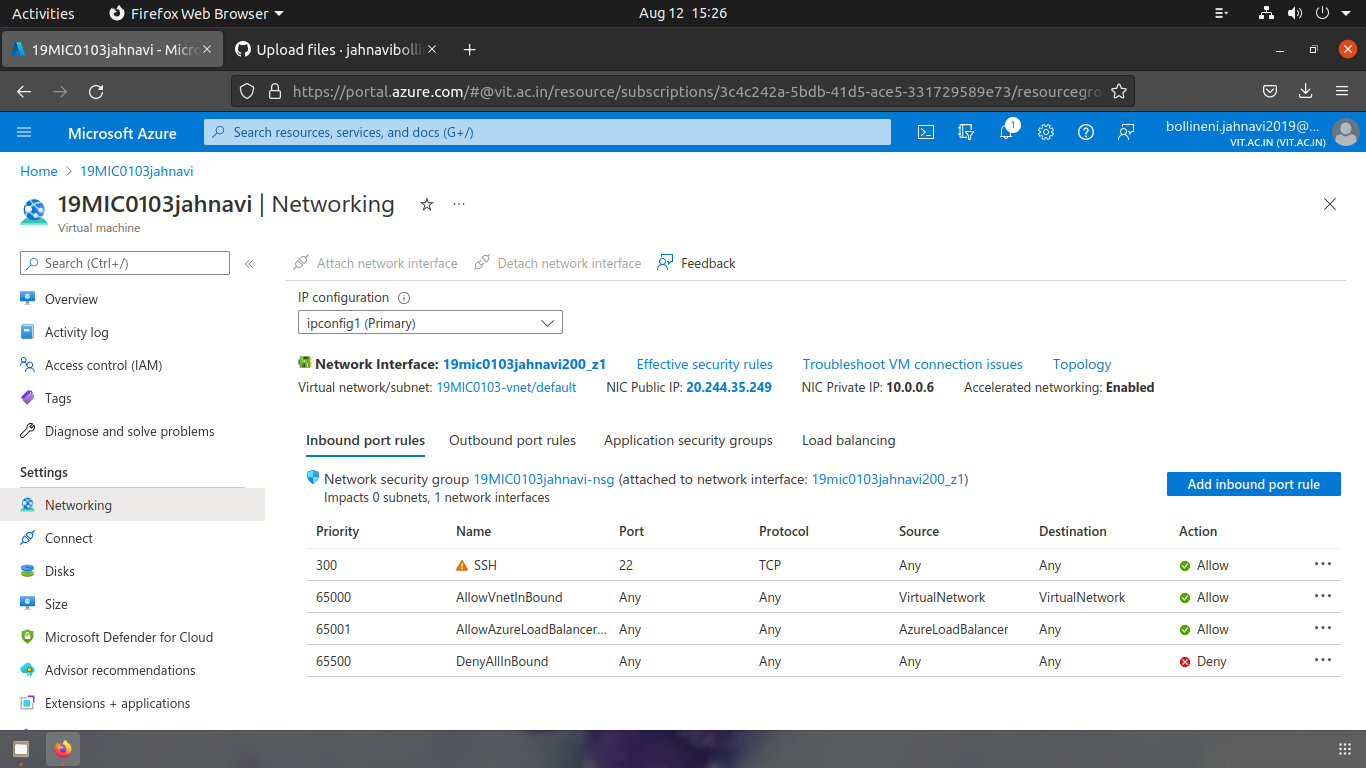 Activities Firefox Web Browser Aug 12 15:26
19MIC0103jahnavi - Micro Upload files · jahnavibollin
https://portal.azure.com/#@vit.ac.in/resource/subscriptions/3c4c242a-5bdb-41d5-ace5-331729589e73/resourcegro
Microsoft Azure Search resources, services, and docs (G+/) 1 bollineni.jahnavi2019@...
VIT.AC.IN (VIT.AC.IN)
Home > 19MIC0103jahnavi
19MIC0103jahnavi | Networking ...
Virtual machine
Search (Ctrl+/) « Attach network interface Detach network interface Feedback
Overview
Activity log
Access control (IAM)
Tags
Diagnose and solve problems
Settings
Networking
Connect
Disks
Size
Microsoft Defender for Cloud
Advisor recommendations
Extensions + applications
IP configuration
ipconfig1 (Primary)
Network Interface: 19mic0103jahnavi200_z1 Effective security rules Troubleshoot VM connection issues Topology
Virtual network/subnet: 19MIC0103-vnet/default NIC Public IP: 20.244.35.249 NIC Private IP: 10.0.0.6 Accelerated networking: Enabled
Inbound port rules Outbound port rules Application security groups Load balancing
Network security group 19MIC0103jahnavi-nsg (attached to network interface: 19mic0103jahnavi200_z1)
Impacts 0 subnets, 1 network interfaces
Add inbound port rule
Priority Name Port Protocol Source Destination Action
300 SSH 22 TCP Any Any Allow ...
65000 AllowVnetInBound Any Any VirtualNetwork VirtualNetwork Allow ...
65001 AllowAzureLoadBalancer... Any Any AzureLoadBalancer Any Allow ...
65500 DenyAllInBound Any Any Any Any Deny ...